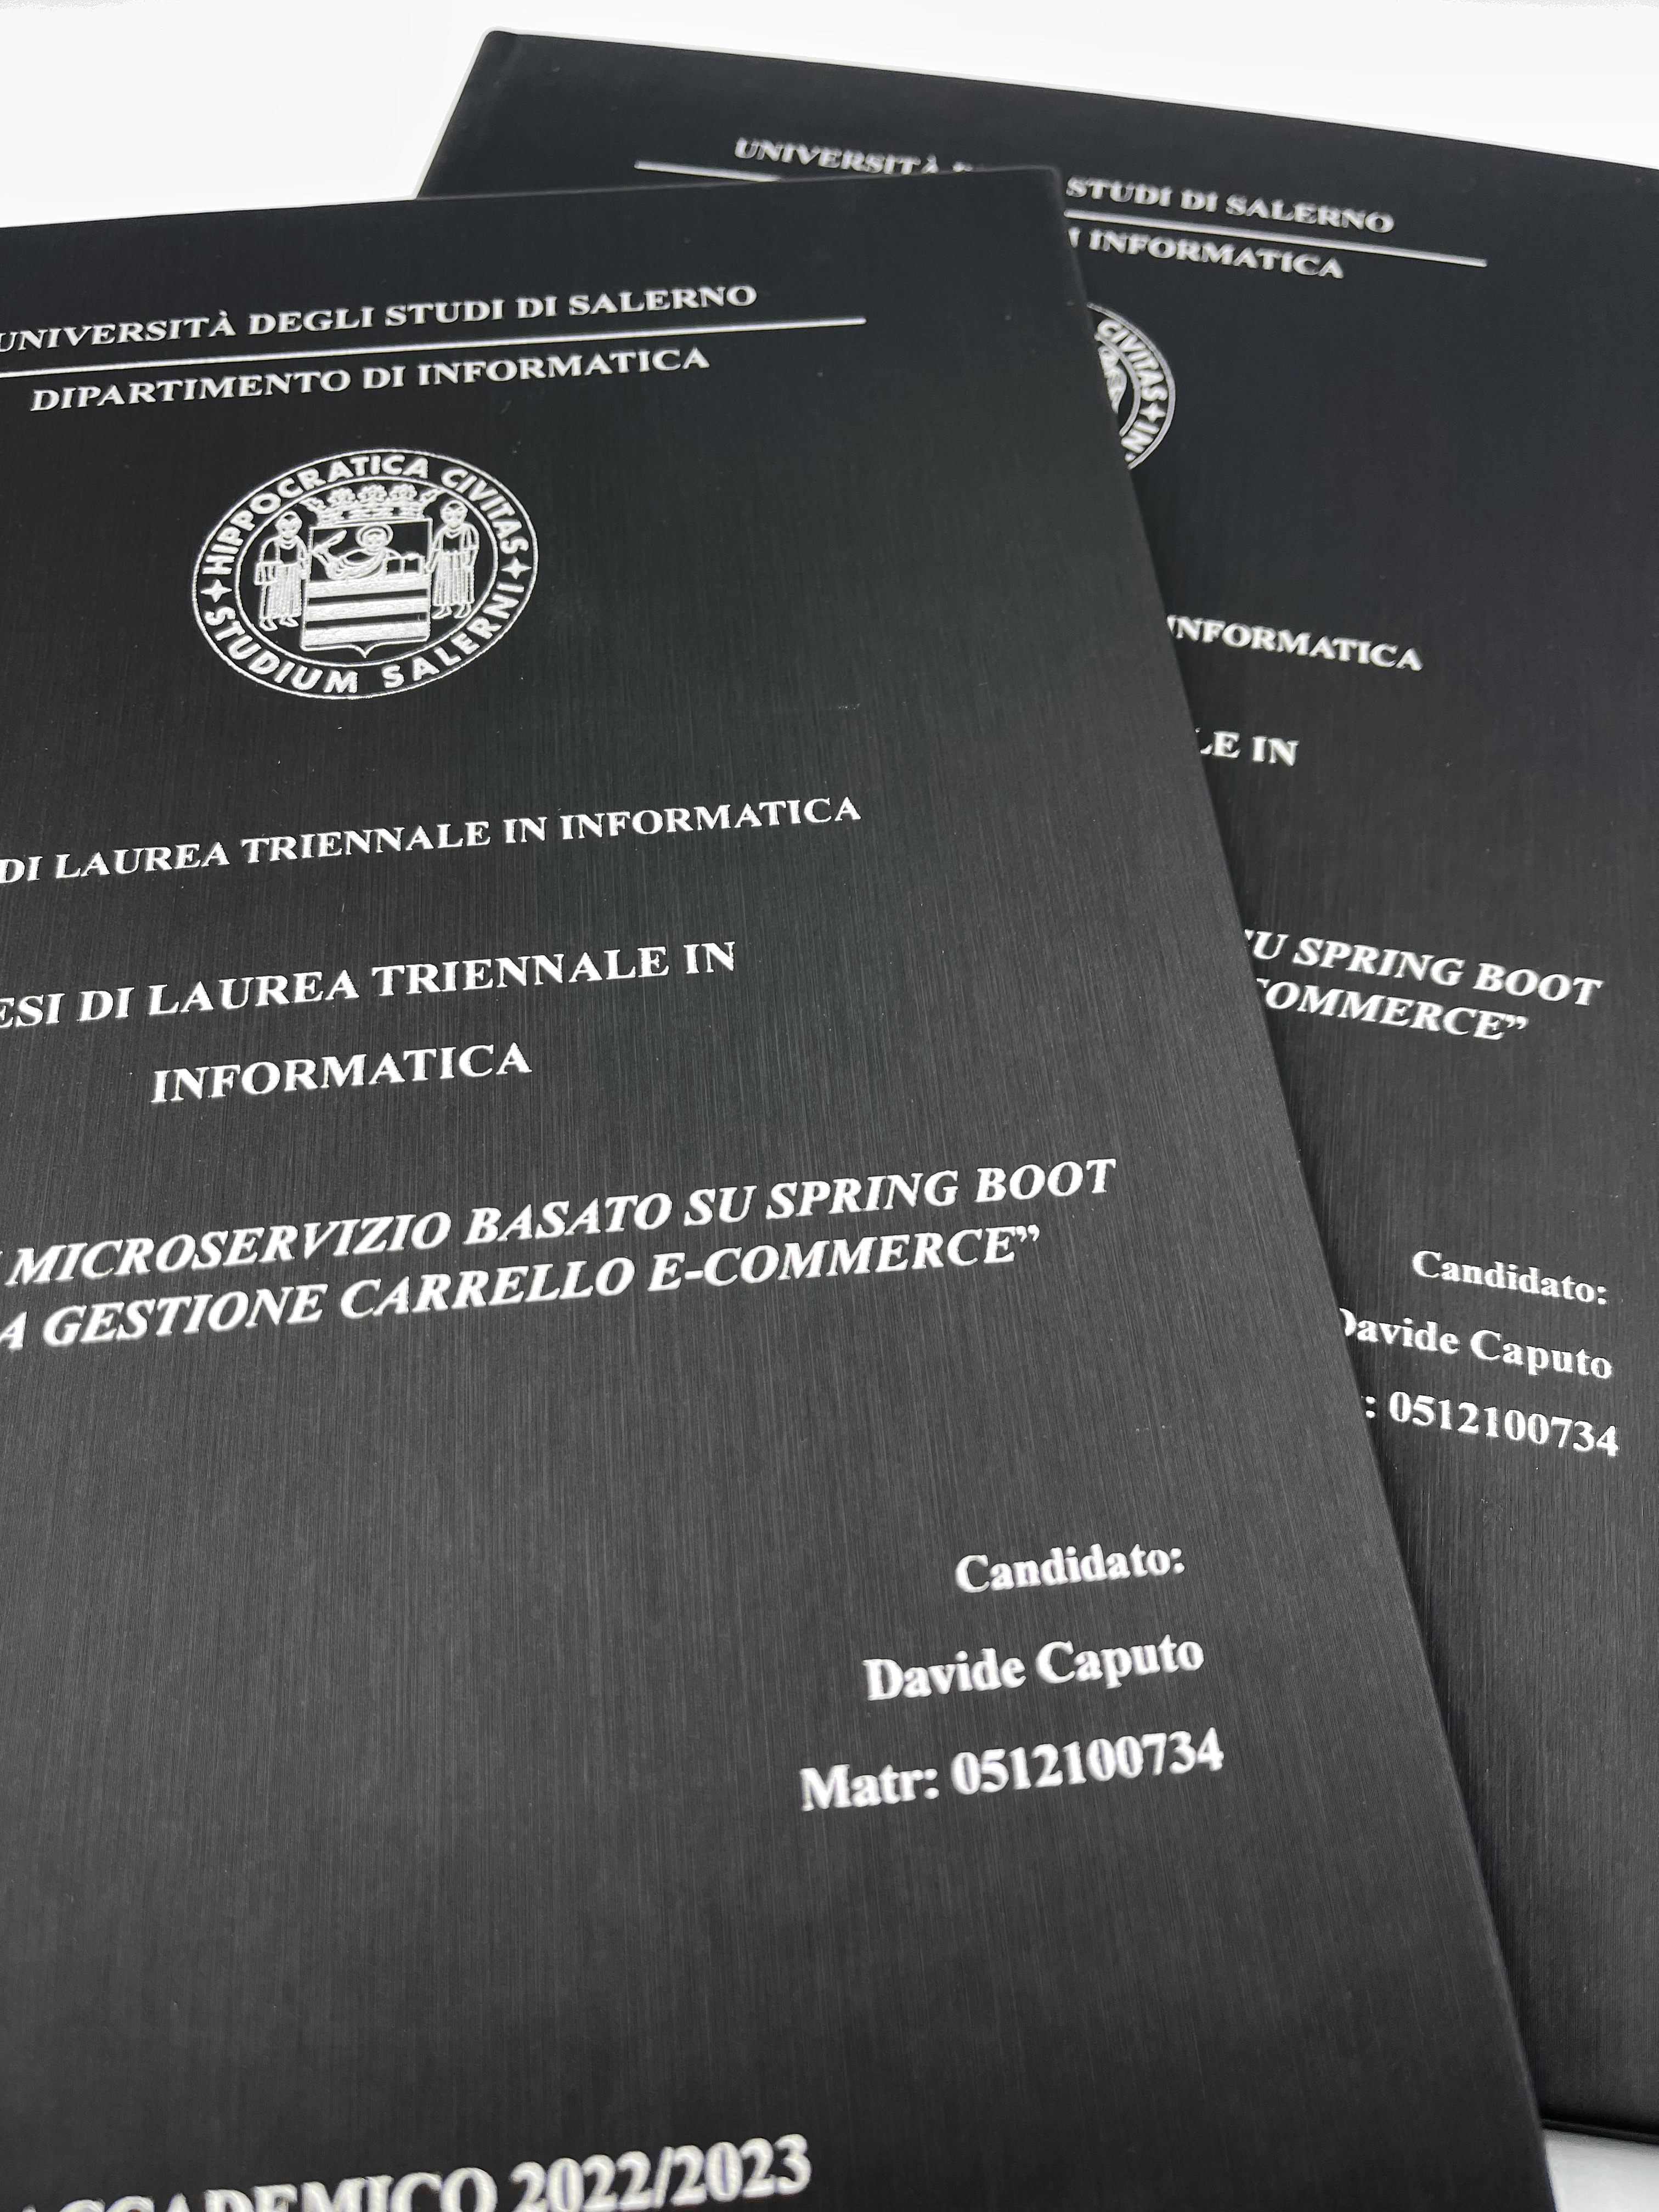 UNIVERSITÀ DEGLI STUDI DI SALERNO
DIPARTIMENTO DI INFORMATICA
HIPPOCRATICA CIVITAS
STUDIUM SALERNI
DI LAUREA TRIENNALE IN INFORMATICA
ESI DI LAUREA TRIENNALE IN
INFORMATICA
MICROSERVIZIO BASATO SU SPRING BOOT
A GESTIONE CARRELLO E-COMMERCE”
Candidato:
Davide Caputo
Matr: 0512100734
ACCADEMICO 2022/2023
UNIVERSITÀ STUDI DI SALERNO
INFORMATICA
CIVITAS
INFORMATICA
LE IN
SU SPRING BOOT
COMMERCE”
Candidato:
Davide Caputo
: 0512100734